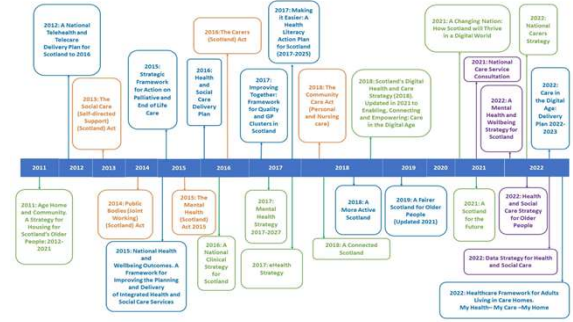 2012: A National
Telehealth and
Telecare
Delivery Plan for
Scotland to 2016
2013: The
Social Care
(Self-directed
Support)
(Scotland) Act
2015:
Strategic
Framework
for Action on
Palliative and
End of Life
Care
2016:The Carers
(Scotland) Act
2016:
Health and
Social Care
Delivery
Plan
2017: Making
it Easier: A
Health
Literacy
Action Plan
for Scotland
(2017-2025)
2017:
Improving
Together:
Framework
for Quality
and GP
Clusters in
Scotland
2018: The
Community
Care Act
(Personal
and Nursing
care)
2018: Scotland's Digital
Health and Care
Strategy (2018).
Updated in 2021 to
Enabling, Connecting
and Empowering: Care
in the Digital Age
2021: A Changing Nation:
How Scotland will Thrive
in a Digital World
2021: National
Care Service
Consultation
2022: A
Mental
Health and
Wellbeing
Strategy for
Scotland
2022:
National
Carers
Strategy
2022: Care in
the Digital
Age: Delivery
Plan 2022-
2023
2011
2012
2013
2014
2015
2016
2017
2018
2019
2020
2021
2022
2011: Age Home
and Community.
A Strategy for
Housing for
Scotland's Older
People: 2012-
2021
2014: Public
Bodies (Joint
Working)
(Scotland) Act
2015: National Health
and
Wellbeing Outcomes. A
Framework for
Improving the Planning
and Delivery
of Integrated Health and
Social Care Services
2015: The
Mental
Health
(Scotland)
Act 2015
2016: A
National
Clinical
Strategy
for
Scotland
2017:
Mental
Health
Strategy
2017-2027
2017: eHealth
Strategy
2018: A
More Active
Scotland
2018: A Connected
Scotland
2019: A Fairer
Scotland for Older
People
(Updated 2021)
2021: A
Scotland
for the
Future
2022: Health
and Social
Care Strategy
for Older
People
2022: Data Strategy for Health
and Social Care
2022: Healthcare Framework for Adults
Living in Care Homes.
My Health – My Care – My Home